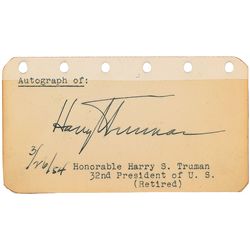 Autograph of:
Harry Truman
3/26/54
Honorable Harry S. Truman
32nd President of U. S.
(Retired)